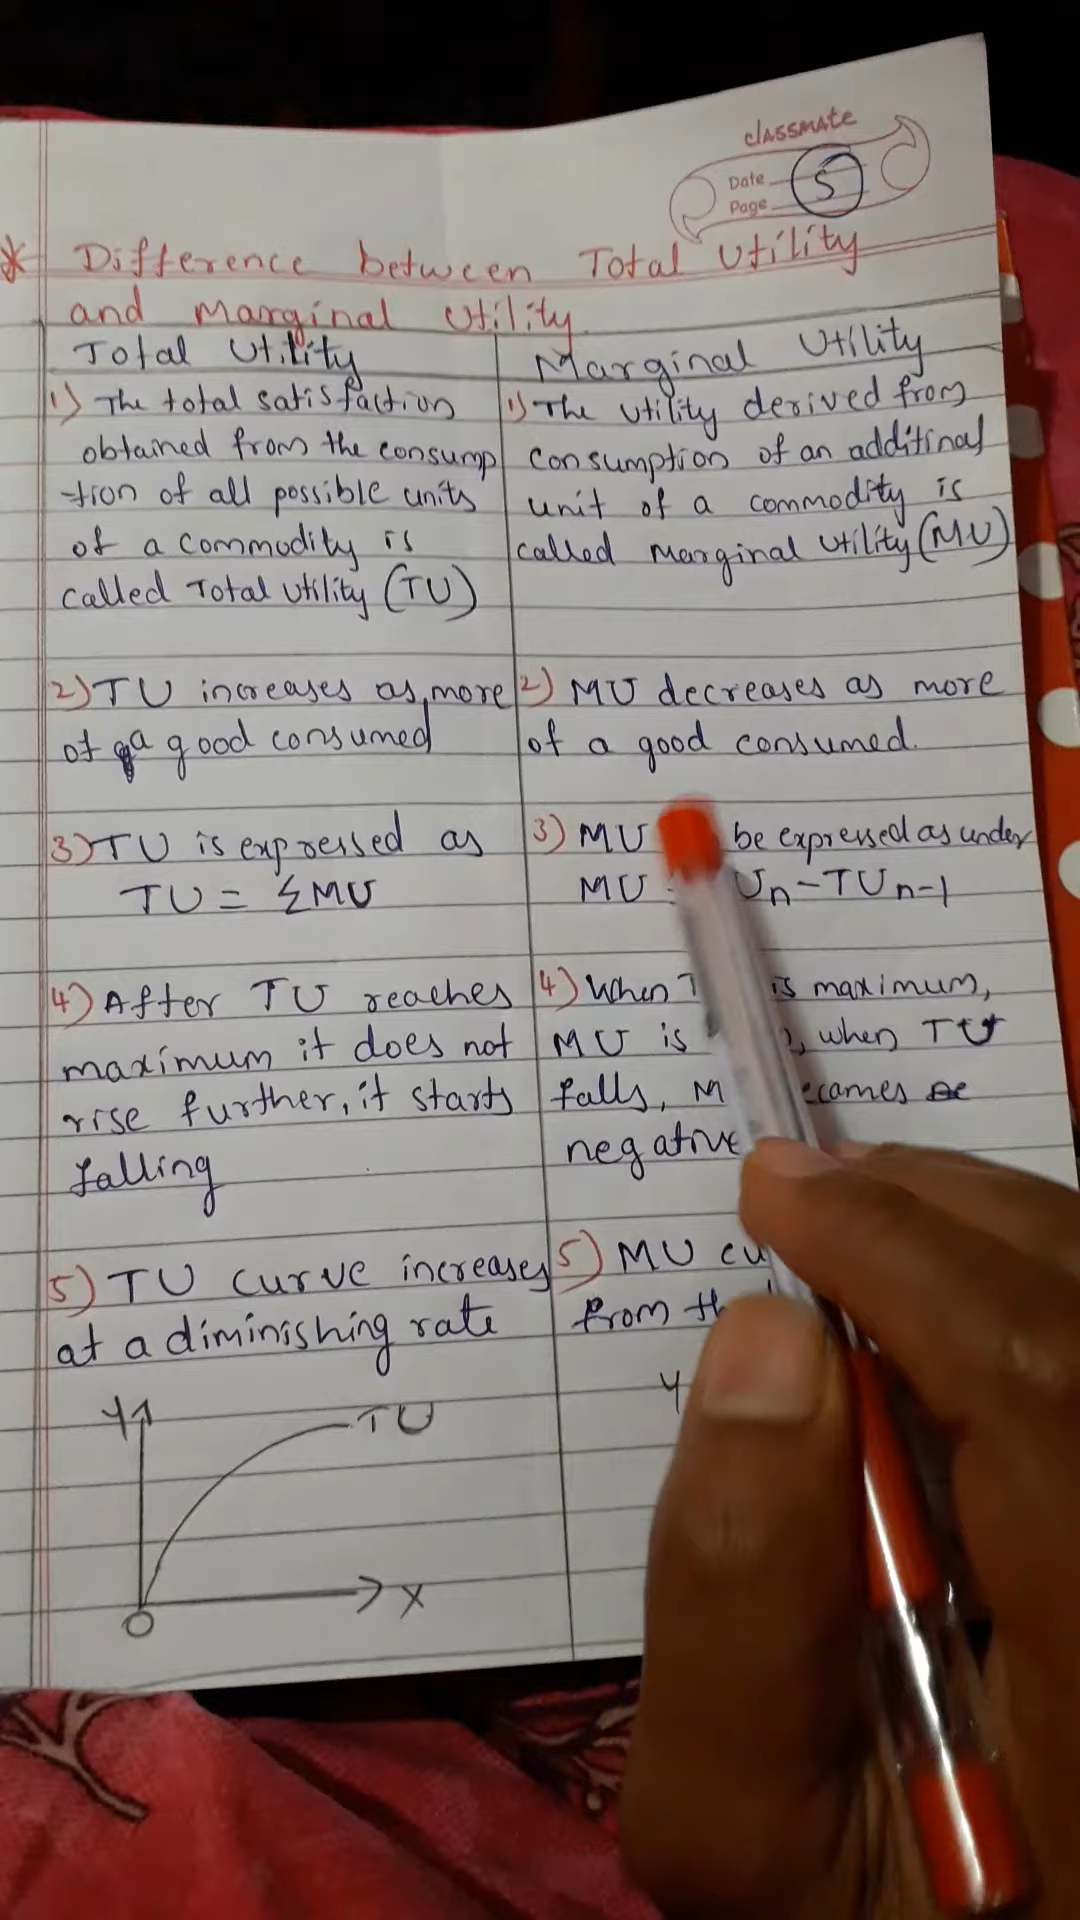 classmate
Date
Page
5
* Difference between Total Utility
and Marginal Utility
Total Utility
1) The total satisfaction
obtained from the consump
-tion of all possible units
of a commodity is
called Total Utility (TU)
2) TU increases as more
of a good consumed
3) TU is expressed as
TU = ΣMU
4) After TU reaches
maximum it does not
rise further, it starts
falling
5) TU curve increases
at a diminishing rate
Y
TU
X
O
Marginal Utility
1) The utility derived from
consumption of an additinal
unit of a commodity is
called Marginal Utility (MU)
2) MU decreases as more
of a good consumed.
3) MU be expressed as under
MU Un-TUn-1
4) When is maximum,
MU is , when TU
falls,
negative
5) MU
from
Y